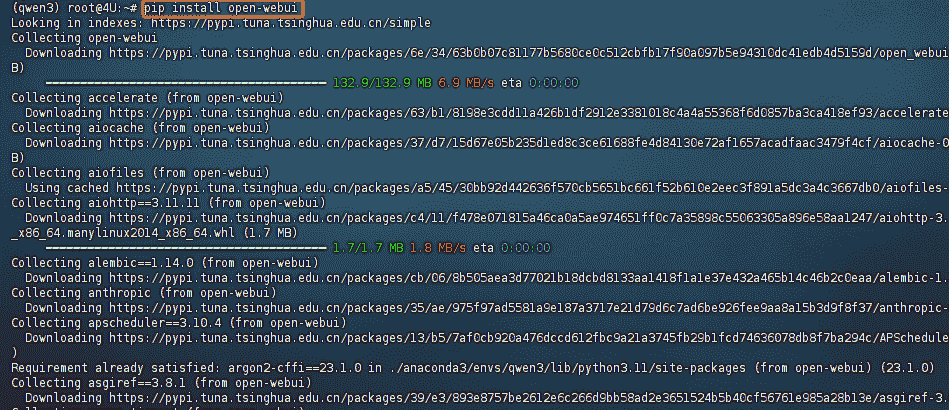 (qwen3) root@4U:~# pip install open-webui
Looking in indexes: https://pypi.tuna.tsinghua.edu.cn/simple
Collecting open-webui
Downloading https://pypi.tuna.tsinghua.edu.cn/packages/6e/34/63b0b07c81177b5680ce0c512cbfb17f90a097b5e94310dc41edb4d5159d/open_webui
B)
132.9/132.9 MB 6.9 MB/s eta 0:00:00
Collecting accelerate (from open-webui)
Downloading https://pypi.tuna.tsinghua.edu.cn/packages/63/b1/8198e3cdd11a426b1df2912e3381018c4a4a55368f6d0857ba3ca418ef93/accelerate
Collecting aiocache (from open-webui)
Downloading https://pypi.tuna.tsinghua.edu.cn/packages/37/d7/15d67e05b235d1ed8c3ce61688fe4d84130e72af1657acadfaac3479f4cf/aiocache-0
B)
Collecting aiofiles (from open-webui)
Using cached https://pypi.tuna.tsinghua.edu.cn/packages/a5/45/30bb92d442636f570cb5651bc661f52b610e2eec3f891a5dc3a4c3667db0/aiofiles-
Collecting aiohttp==3.11.11 (from open-webui)
Downloading https://pypi.tuna.tsinghua.edu.cn/packages/c4/11/f478e071815a46ca0a5ae974651ff0c7a35898c55063305a896e58aa1247/aiohttp-3.
_x86_64.manylinux2014_x86_64.whl (1.7 MB)
1.7/1.7 MB 1.8 MB/s eta 0:00:00
Collecting alembic==1.14.0 (from open-webui)
Downloading https://pypi.tuna.tsinghua.edu.cn/packages/cb/06/8b505aea3d77021b18dcbd8133aa1418f1a1e37e432a465b14c46b2c0eaa/alembic-1.
Collecting anthropic (from open-webui)
Downloading https://pypi.tuna.tsinghua.edu.cn/packages/35/ae/975f97ad5581a9e187a3717e21d79d6c7ad6be926fee9aa8a15b3d9f8f37/anthropic-
Collecting apscheduler==3.10.4 (from open-webui)
Downloading https://pypi.tuna.tsinghua.edu.cn/packages/13/b5/7af0cb920a476dccd612fbc9a21a3745fb29b1fcd74636078db8f7ba294c/APSchedule
)
Requirement already satisfied: argon2-cffi==23.1.0 in ./anaconda3/envs/qwen3/lib/python3.11/site-packages (from open-webui) (23.1.0)
Collecting asgiref==3.8.1 (from open-webui)
Downloading https://pypi.tuna.tsinghua.edu.cn/packages/39/e3/893e8757be2612e6c266d9bb58ad2e3651524b5b40cf56761e985a28b13e/asgiref-3.